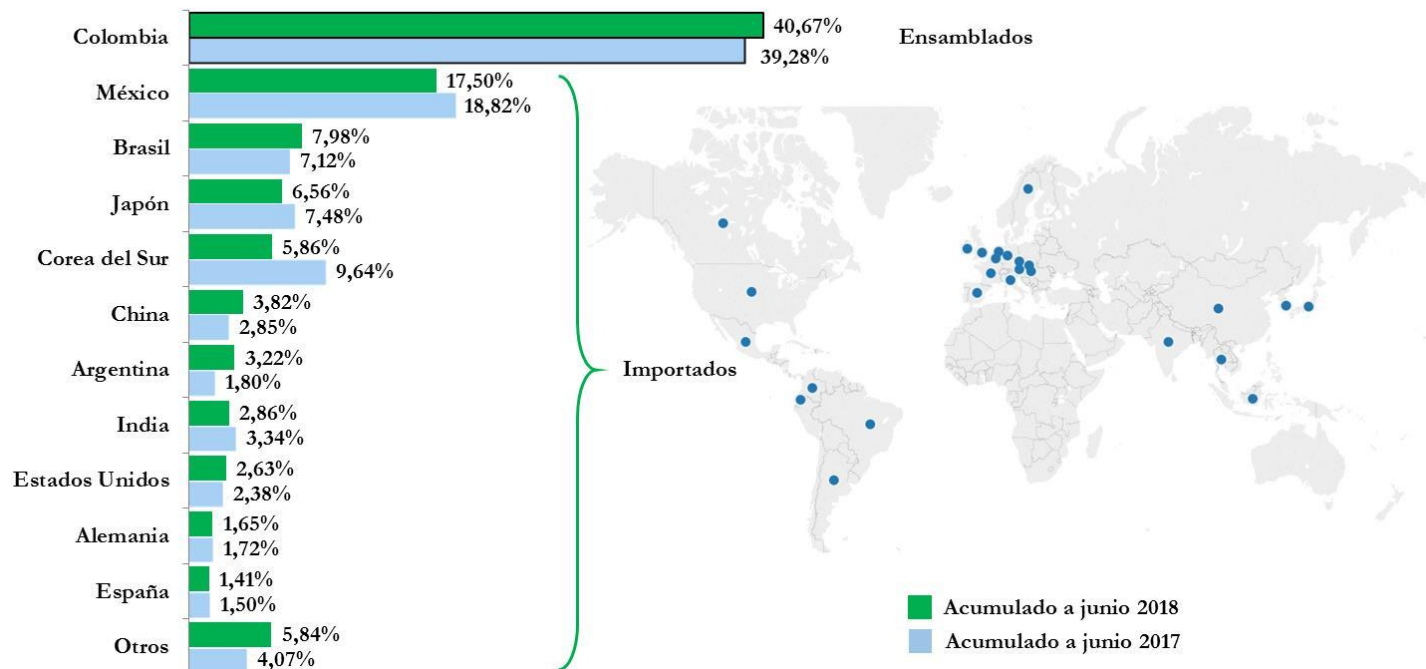 Colombia
40,67%
39,28%
Ensamblados
México
17,50%
18,82%
Brasil
7,98%
7,12%
Japón
6,56%
7,48%
Corea del Sur
5,86%
9,64%
China
3,82%
2,85%
Argentina
3,22%
1,80%
Importados
India
2,86%
3,34%
Estados Unidos
2,63%
2,38%
Alemania
1,65%
1,72%
España
1,41%
1,50%
Otros
5,84%
4,07%
Acumulado a junio 2018
Acumulado a junio 2017